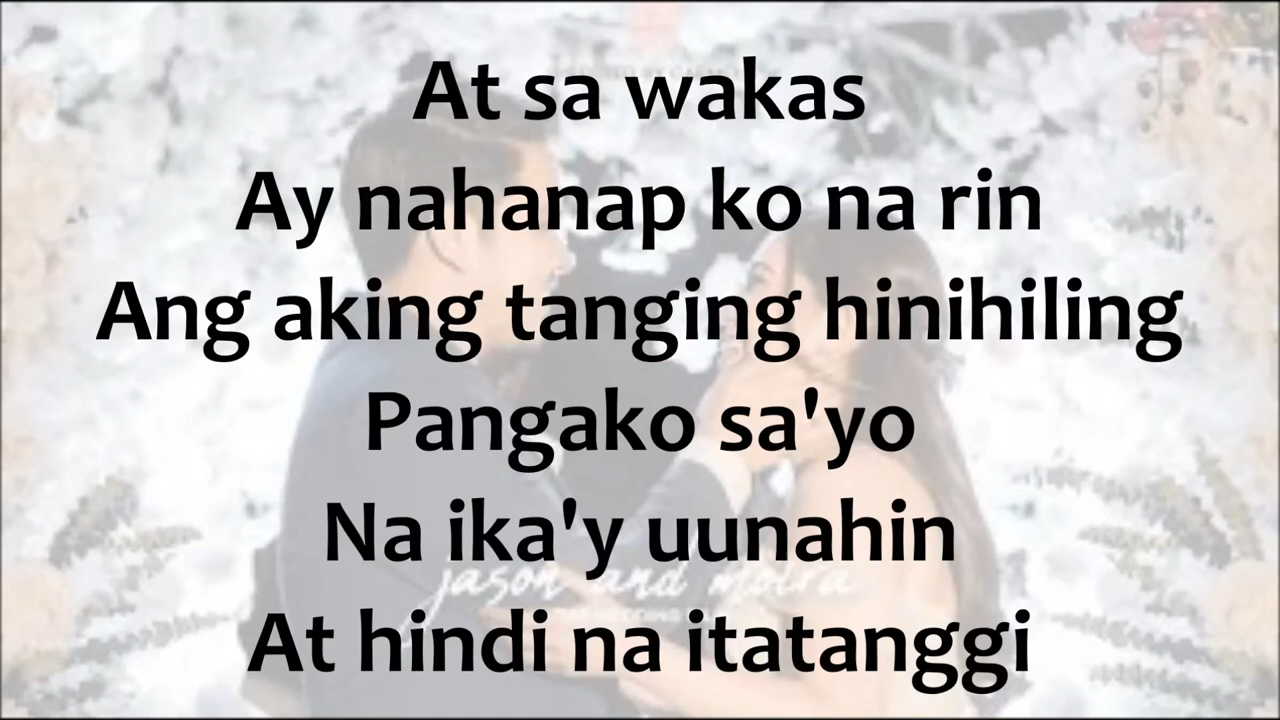 At sa wakas
Ay nahanap ko na rin
Ang aking tanging hinihiling
Pangako sa'yo
Na ika'y uunahin
jason and moira
At hindi na itatanggi